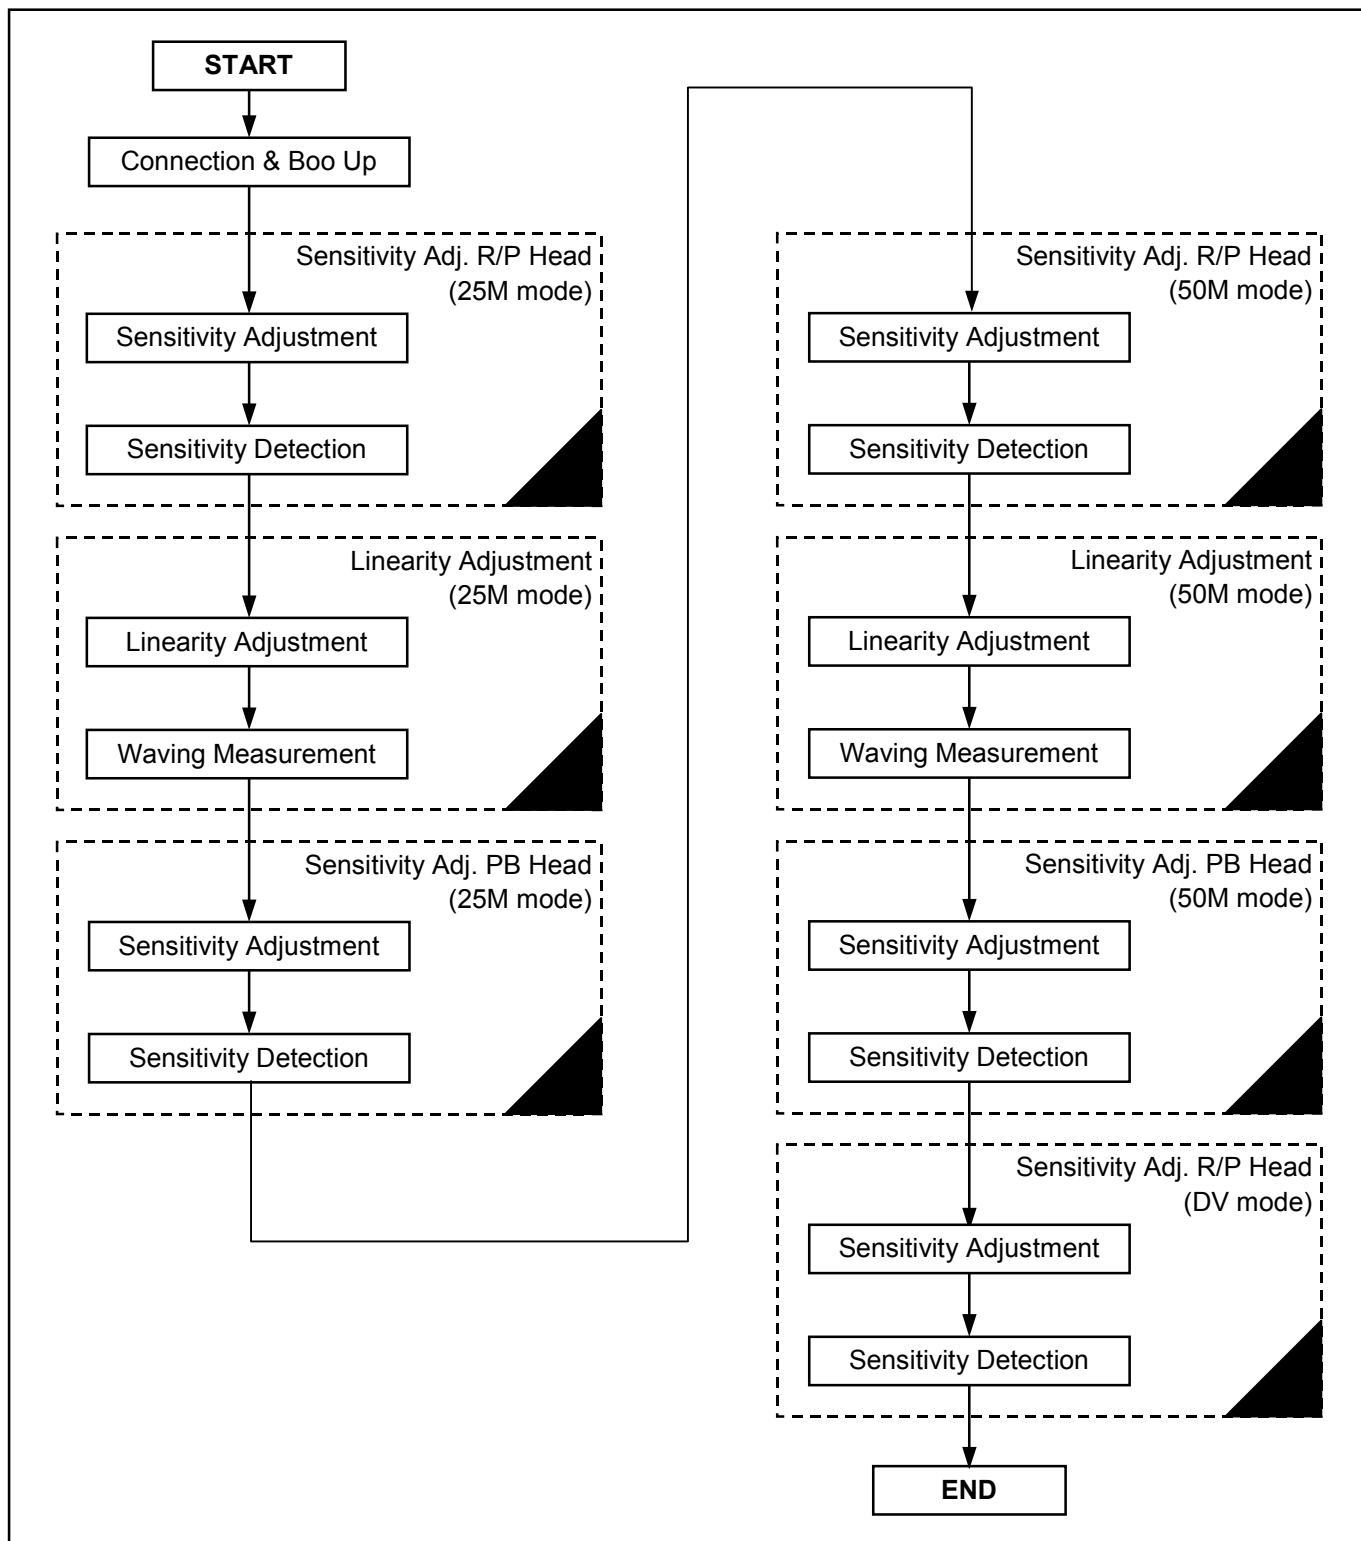 START
Connection & Boo Up
Sensitivity Adj. R/P Head
(25M mode)
Sensitivity Adjustment
Sensitivity Detection
Linearity Adjustment
(25M mode)
Linearity Adjustment
Waving Measurement
Sensitivity Adj. PB Head
(25M mode)
Sensitivity Adjustment
Sensitivity Detection
Sensitivity Adj. R/P Head
(50M mode)
Sensitivity Adjustment
Sensitivity Detection
Linearity Adjustment
(50M mode)
Linearity Adjustment
Waving Measurement
Sensitivity Adj. PB Head
(50M mode)
Sensitivity Adjustment
Sensitivity Detection
Sensitivity Adj. R/P Head
(DV mode)
Sensitivity Adjustment
Sensitivity Detection
END